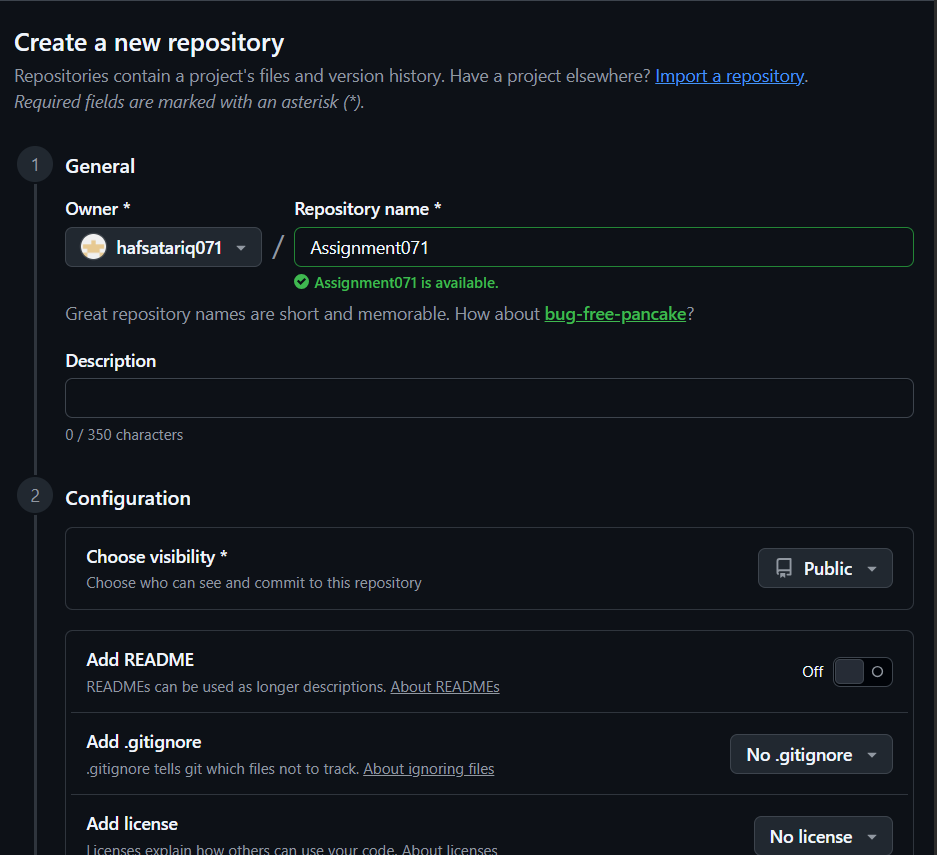 Create a new repository
Repositories contain a project's files and version history. Have a project elsewhere? Import a repository.
Required fields are marked with an asterisk (*).
1
General
Owner *
Repository name *
hafsatariq071
/
Assignment071
Assignment071 is available.
Great repository names are short and memorable. How about bug-free-pancake?
Description
0 / 350 characters
2
Configuration
Choose visibility *
Choose who can see and commit to this repository
Public
Add README
READMEs can be used as longer descriptions. About READMEs
Off
Add .gitignore
.gitignore tells git which files not to track. About ignoring files
No .gitignore
Add license
Licenses explain how others can use your code. About licenses
No license